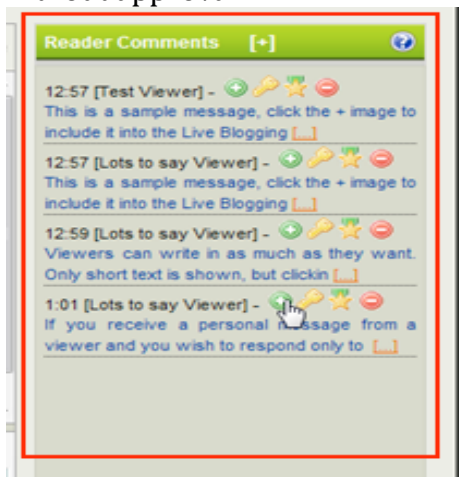 Reader Comments [+] ?
12:57 [Test Viewer] -
This is a sample message, click the + image to
include it into the Live Blogging [....]
12:57 [Lots to say Viewer] -
This is a sample message, click the + image to
include it into the Live Blogging [....]
12:59 [Lots to say Viewer] -
Viewers can write in as much as they want.
Only short text is shown, but clickin [....]
1:01 [Lots to say Viewer] -
If you receive a personal message from a
viewer and you wish to respond only to [....]